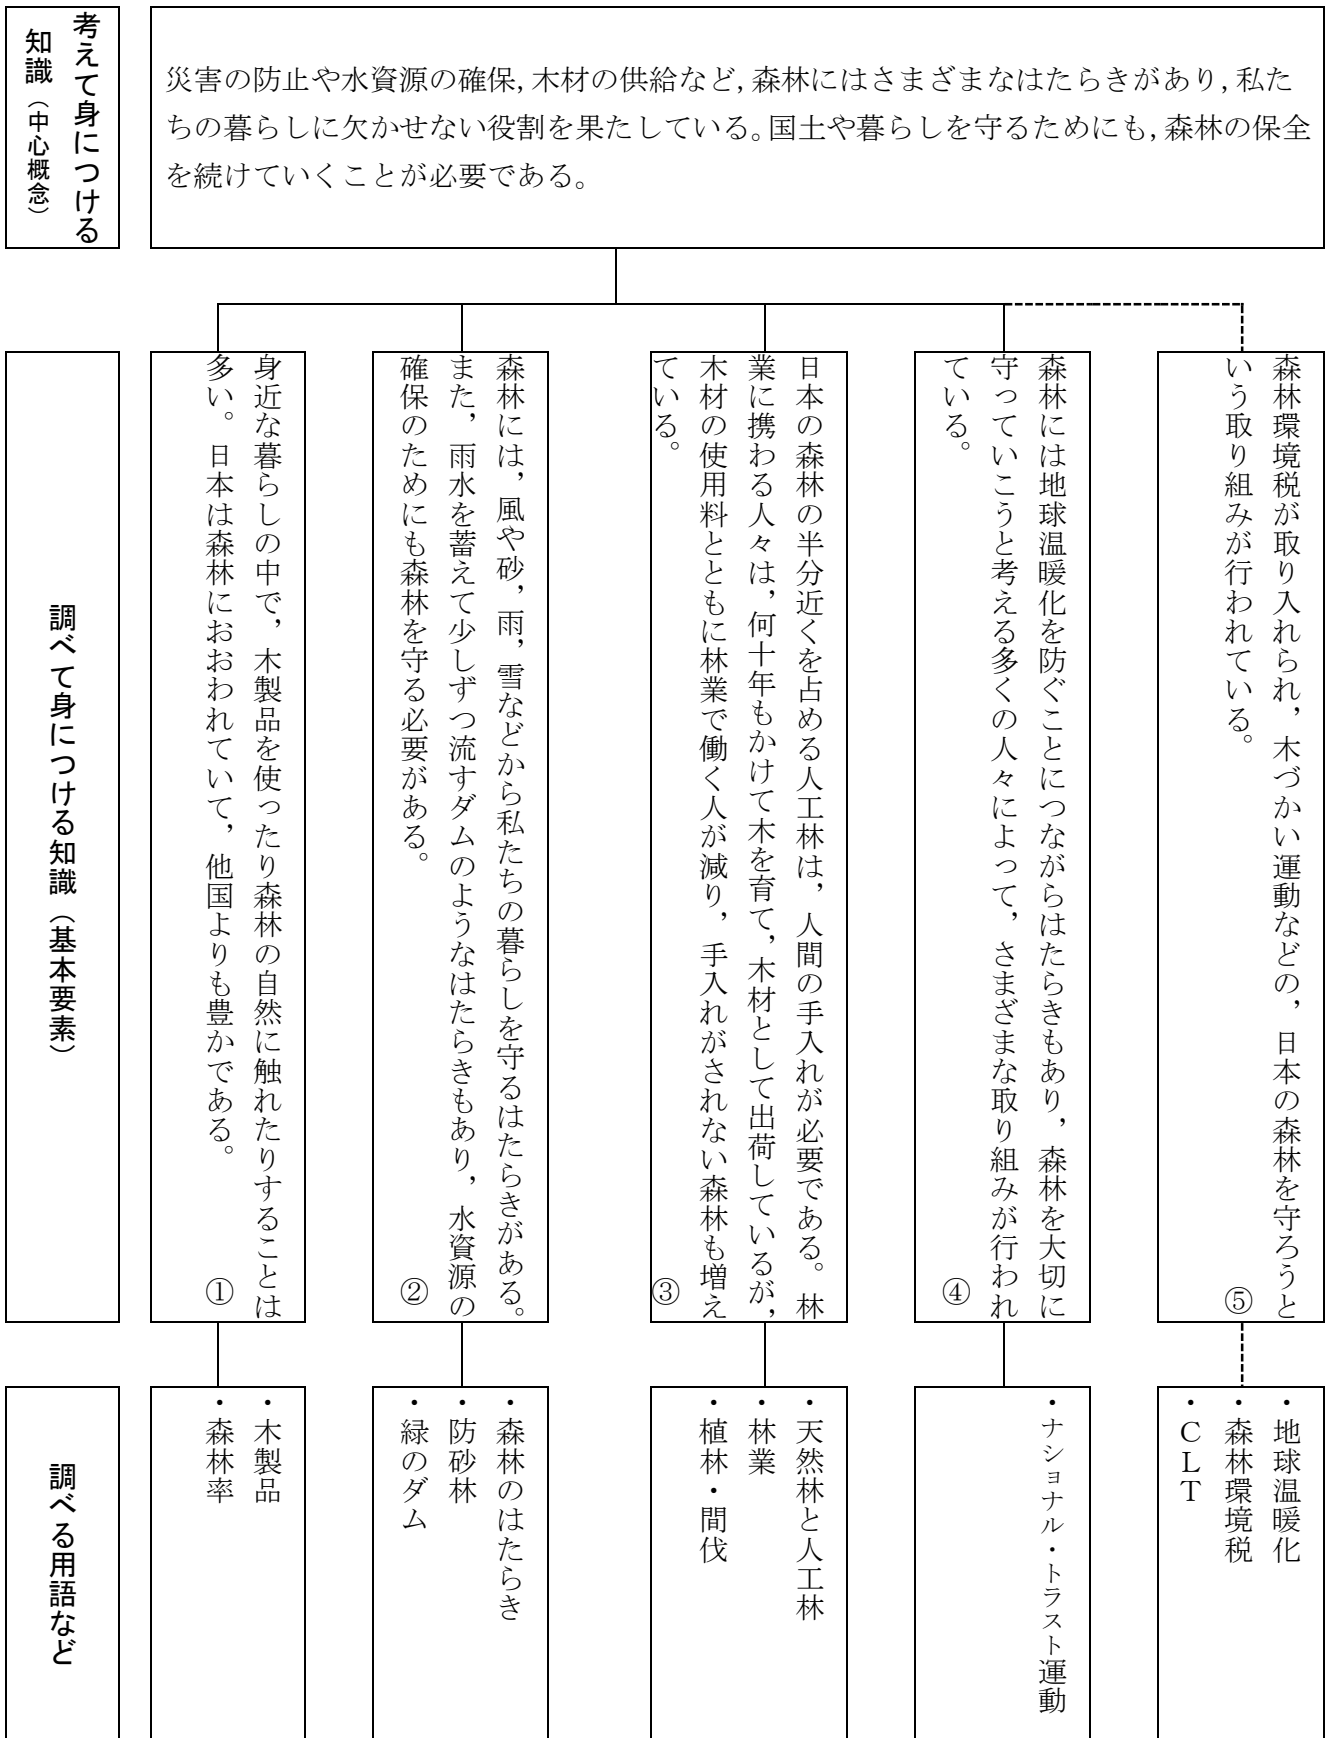 考えて身につける
知識（中心概念）
災害の防止や水資源の確保,木材の供給など,森林にはさまざまなはたらきがあり,私た
ちの暮らしに欠かせない役割を果たしている。国土や暮らしを守るためにも,森林の保全
を続けていくことが必要である。
調べて身につける知識（基本要素）
身近な暮らしの中で，木製品を使ったり森林の自然に触れたりすることは
多い。日本は森林におおわれていて，他国よりも豊かである。 ①
森林には，風や砂，雨，雪などから私たちの暮らしを守るはたらきがある。
また，雨水を蓄えて少しずつ流すダムのようなはたらきもあり，水資源の
確保のためにも森林を守る必要がある。 ②
日本の森林の半分近くを占める人工林は，人間の手入れが必要である。林
業に携わる人々は，何十年もかけて木を育て，木材として出荷しているが，
木材の使用料とともに林業で働く人が減り，手入れがされない森林も増え
ている。 ③
森林には地球温暖化を防ぐことにつながらはたらきもあり，森林を大切に
守っていこうと考える多くの人々によって，さまざまな取り組みが行われ
ている。 ④
森林環境税が取り入れられ，木づかい運動などの，日本の森林を守ろうと
いう取り組みが行われている。 ⑤
調べる用語など
・木製品
・森林率
・森林のはたらき
・防砂林
・緑のダム
・天然林と人工林
・林業
・植林・間伐
・ナショナル・トラスト運動
・地球温暖化
・森林環境税
・ＣＬＴ